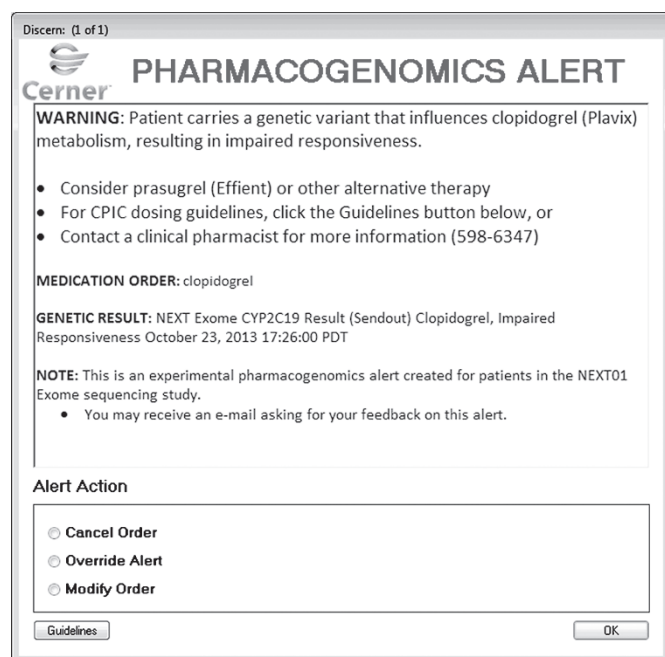 Discern: (1 of 1)
Cerner
PHARMACOGENOMICS ALERT
WARNING: Patient carries a genetic variant that influences clopidogrel (Plavix)
metabolism, resulting in impaired responsiveness.
• Consider prasugrel (Effient) or other alternative therapy
• For CPIC dosing guidelines, click the Guidelines button below, or
• Contact a clinical pharmacist for more information (598-6347)
MEDICATION ORDER: clopidogrel
GENETIC RESULT: NEXT Exome CYP2C19 Result (Sendout) Clopidogrel, Impaired
Responsiveness October 23, 2013 17:26:00 PDT
NOTE: This is an experimental pharmacogenomics alert created for patients in the NEXT01
Exome sequencing study.
• You may receive an e-mail asking for your feedback on this alert.
Alert Action
Cancel Order
Override Alert
Modify Order
Guidelines
OK